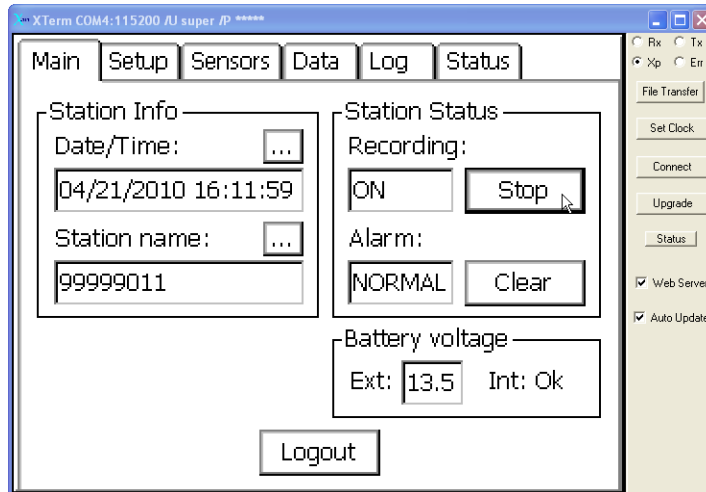 XTerm COM4:115200 /U super /P *****
Rx Tx
Xp Err
Main Setup Sensors Data Log Status
File Transfer
Set Clock
Connect
Upgrade
Status
Web Server
Auto Update
Station Info
Date/Time: ...
04/21/2010 16:11:59
Station name: ...
99999011
Station Status
Recording:
ON Stop
Alarm:
NORMAL Clear
Battery voltage
Ext: 13.5 Int: Ok
Logout